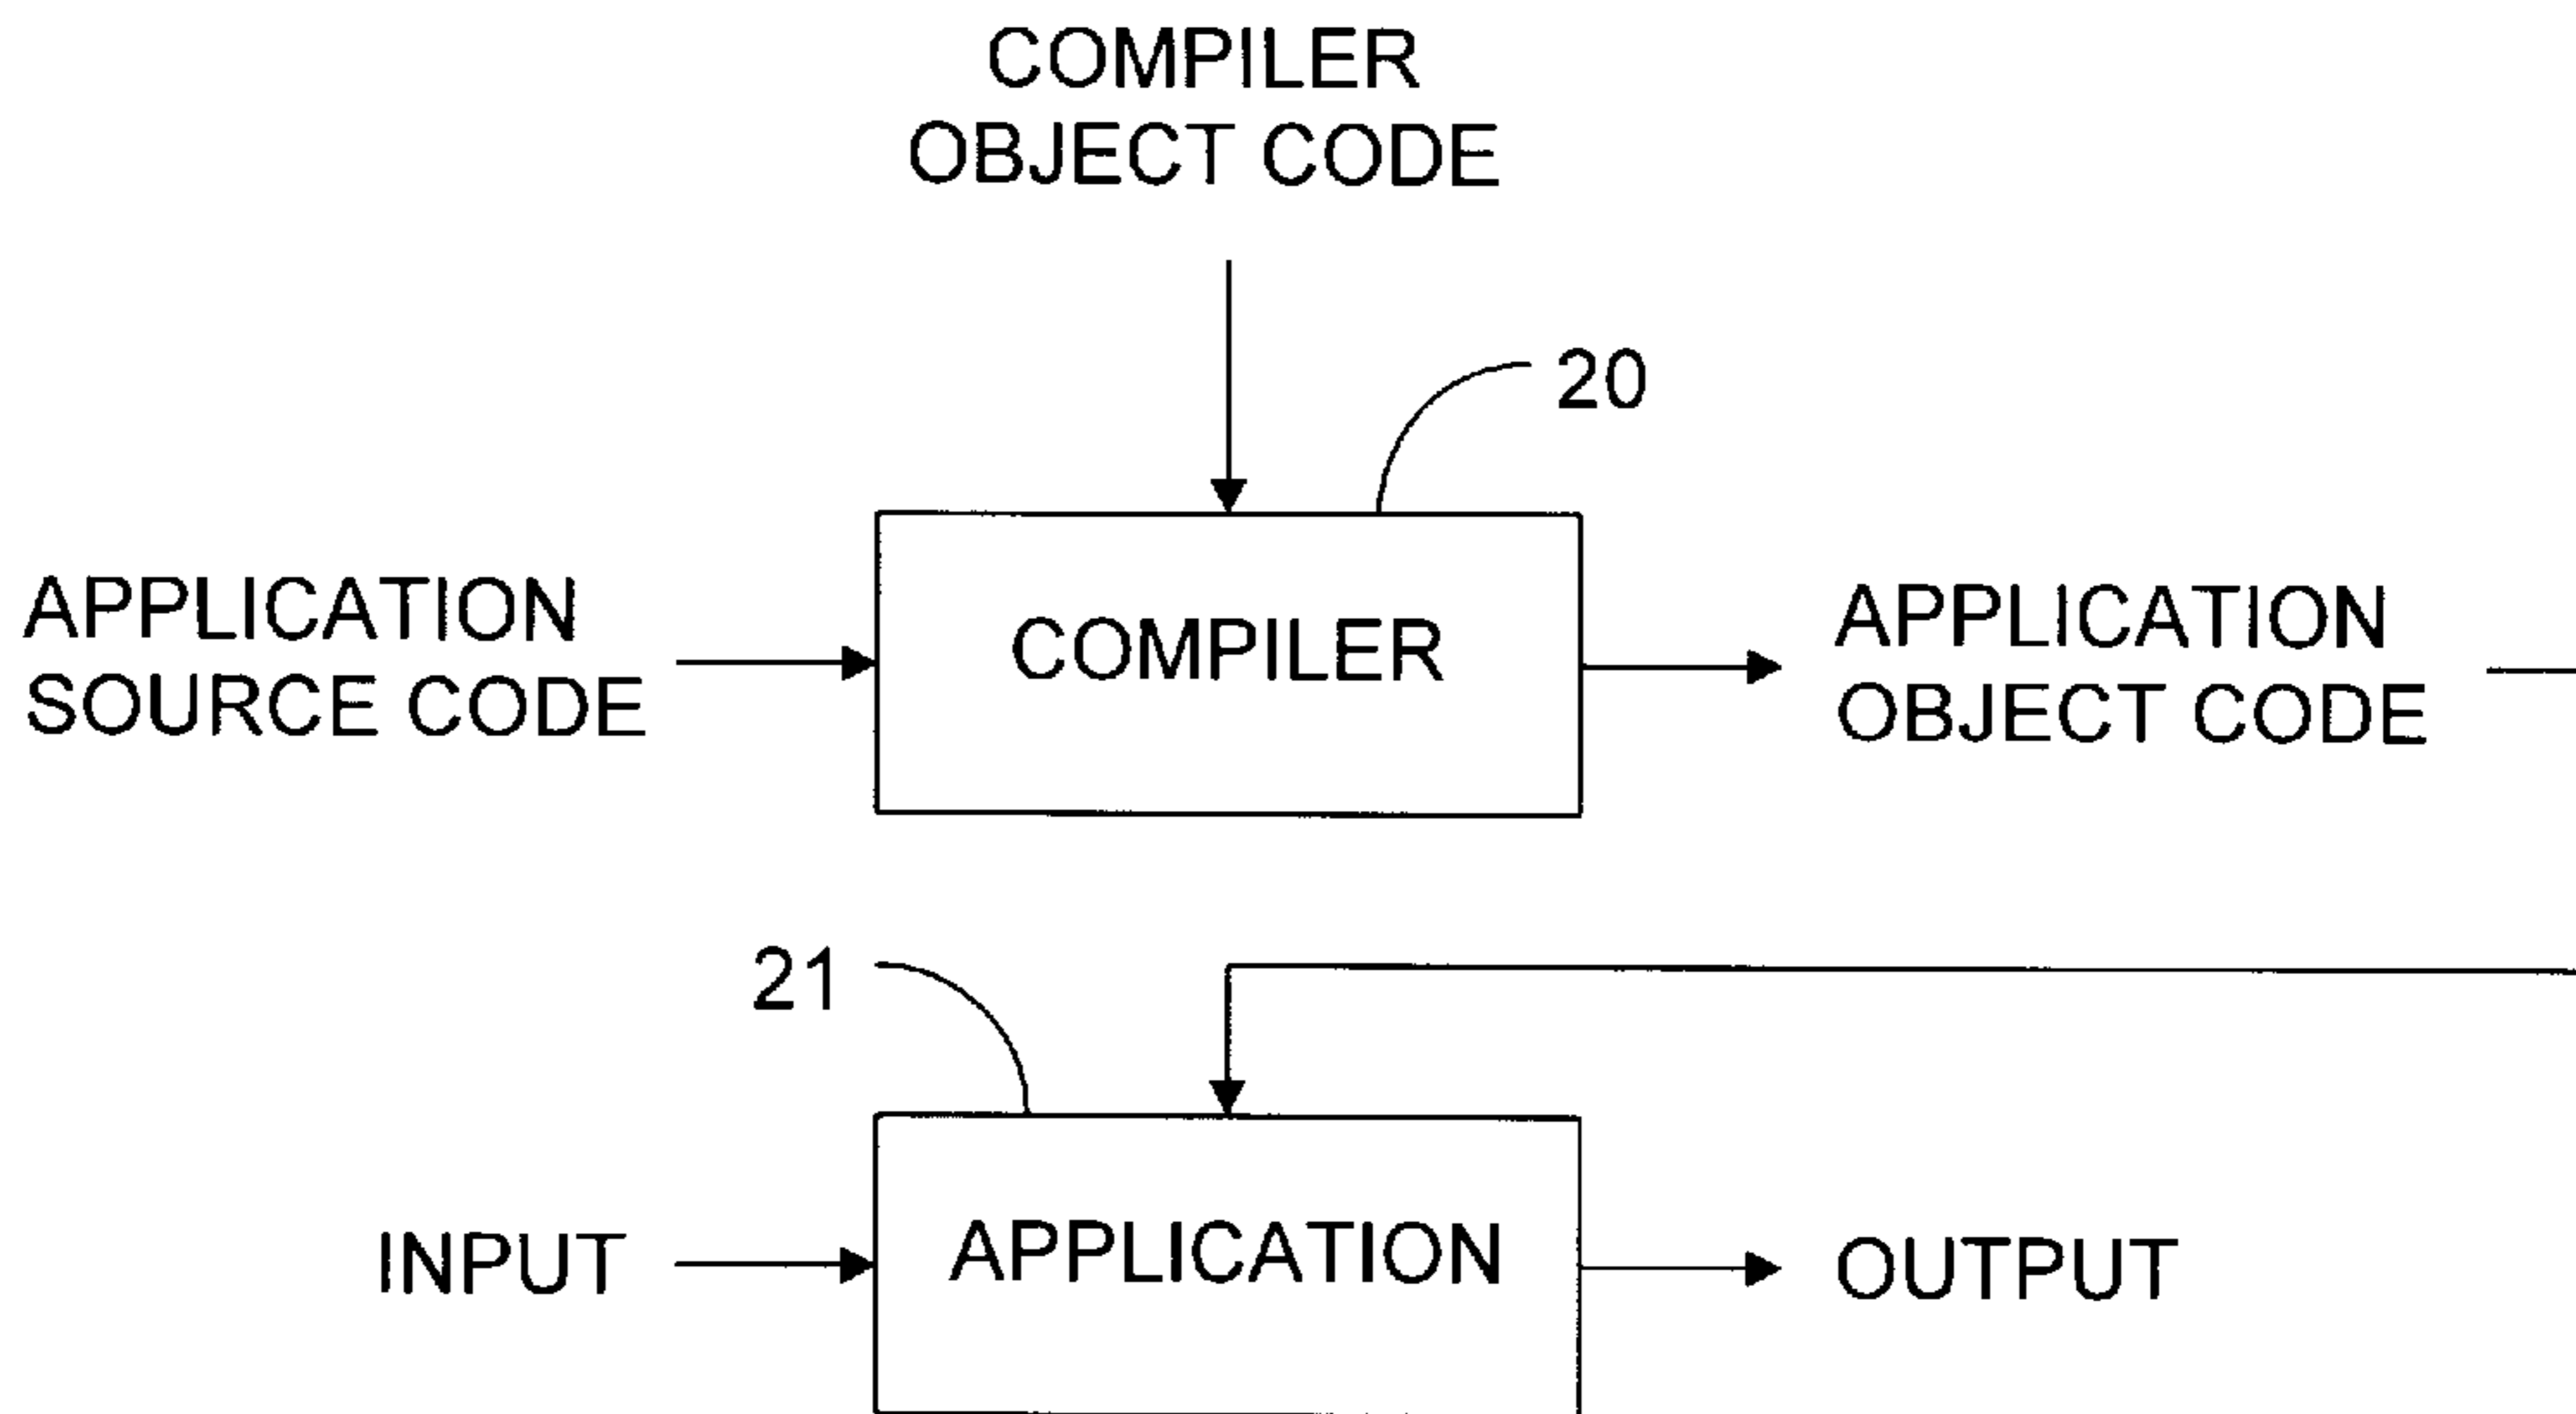 COMPILER
OBJECT CODE
20
APPLICATION
SOURCE CODE
COMPILER
APPLICATION
OBJECT CODE
21
INPUT
APPLICATION
OUTPUT